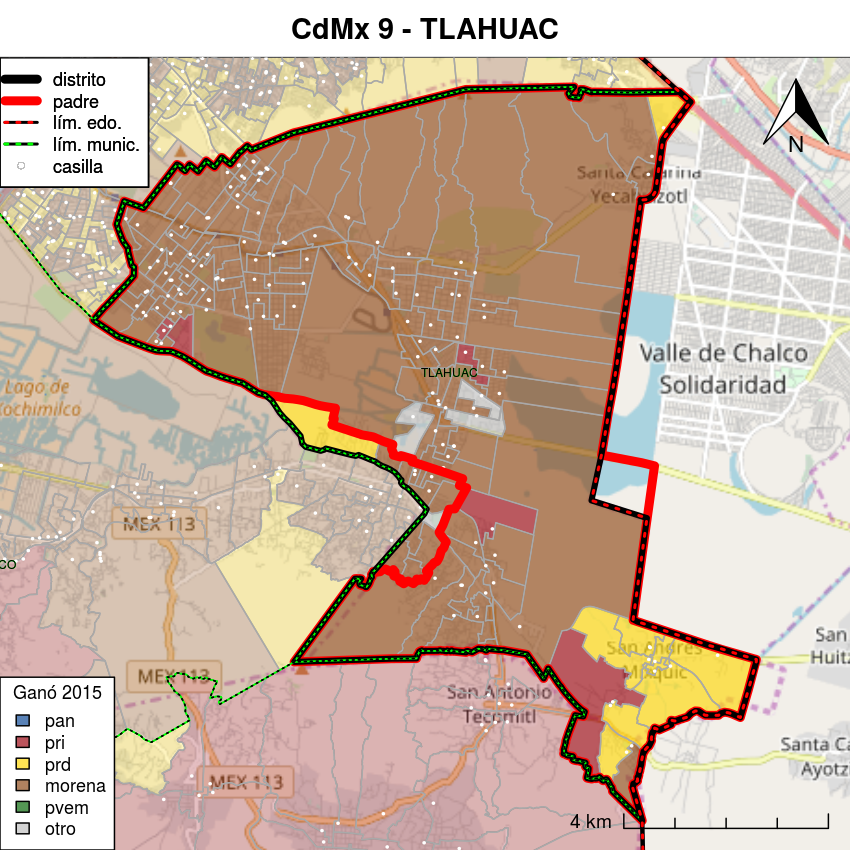 CdMx 9 - TLAHUAC
distrito
padre
lím. edo.
lím. munic.
casilla
N
Santa Catarina
Yecahuizotl
Valle de Chalco
Solidaridad
TLAHUAC
Lago de
Xochimilco
MEX 113
CO
MEX 113
San Andres
Mixquic
San
Huitz
San Antonio
Tecomitl
Santa Ca
Ayotz
MEX 113
Ganó 2015
pan
pri
prd
morena
pvem
otro
4 km